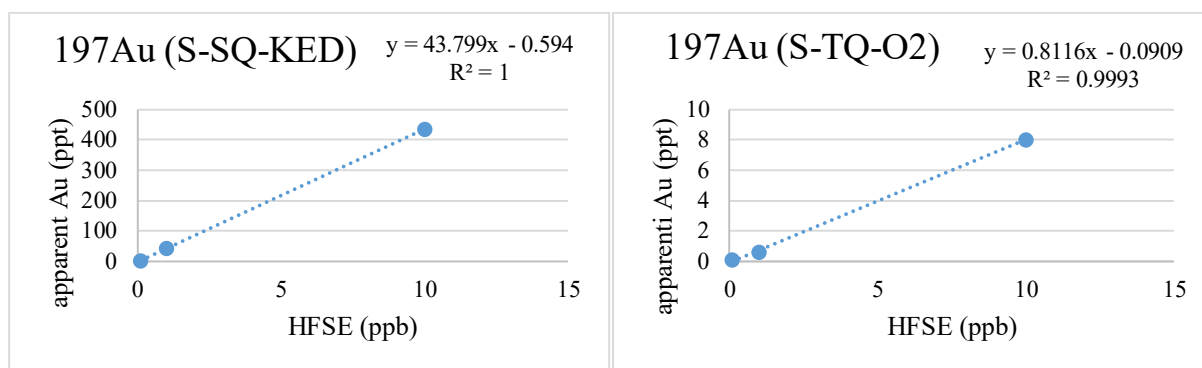 197Au (S-SQ-KED)
y = 43.799x - 0.594
R² = 1
apparent Au (ppt)
500
400
300
200
100
0
0 5 10 15
HFSE (ppb)
197Au (S-TQ-O2)
y = 0.8116x - 0.0909
R² = 0.9993
apparenti Au (ppt)
10
8
6
4
2
0
0 5 10 15
HFSE (ppb)